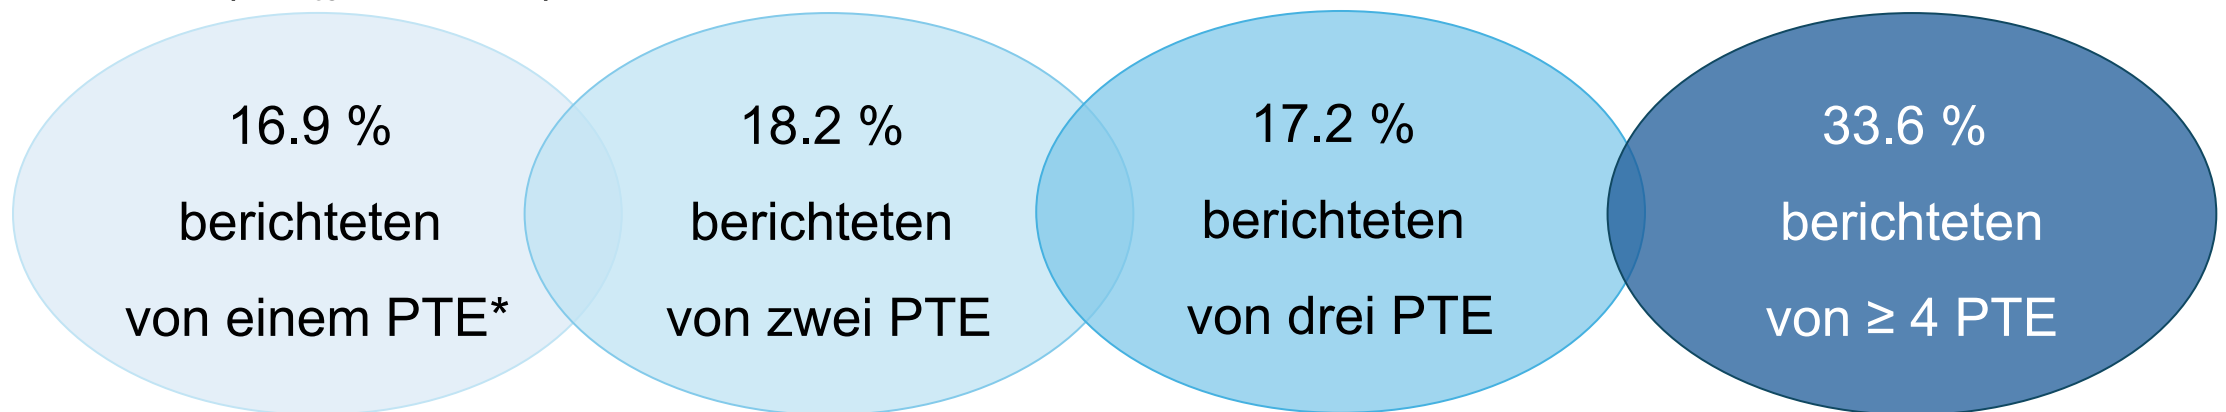 16.9 %
berichteten
von einem PTE*
18.2 %
berichteten
von zwei PTE
17.2 %
berichteten
von drei PTE
33.6 %
berichteten
von ≥ 4 PTE